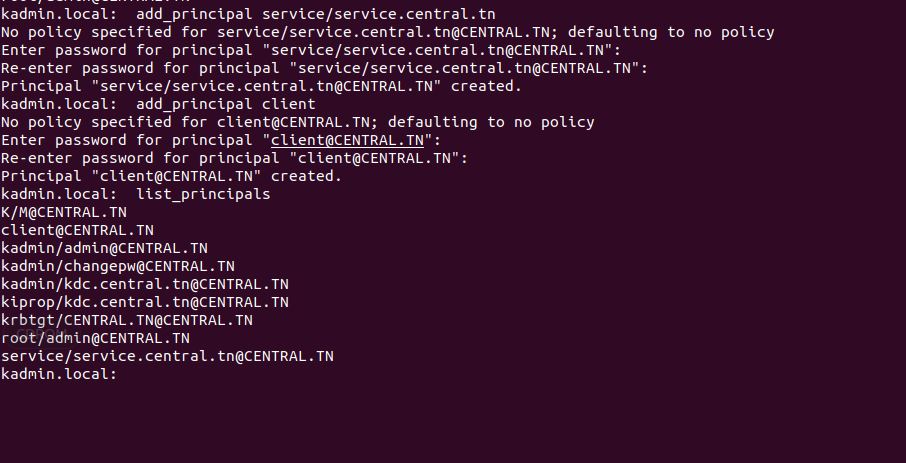 kadmin.local:  add_principal service/service.central.tn
No policy specified for service/service.central.tn@CENTRAL.TN; defaulting to no policy
Enter password for principal "service/service.central.tn@CENTRAL.TN":
Re-enter password for principal "service/service.central.tn@CENTRAL.TN":
Principal "service/service.central.tn@CENTRAL.TN" created.
kadmin.local:  add_principal client
No policy specified for client@CENTRAL.TN; defaulting to no policy
Enter password for principal "client@CENTRAL.TN":
Re-enter password for principal "client@CENTRAL.TN":
Principal "client@CENTRAL.TN" created.
kadmin.local:  list_principals
K/M@CENTRAL.TN
client@CENTRAL.TN
kadmin/admin@CENTRAL.TN
kadmin/changepw@CENTRAL.TN
kadmin/kdc.central.tn@CENTRAL.TN
kiprop/kdc.central.tn@CENTRAL.TN
krbtgt/CENTRAL.TN@CENTRAL.TN
root/admin@CENTRAL.TN
service/service.central.tn@CENTRAL.TN
kadmin.local: